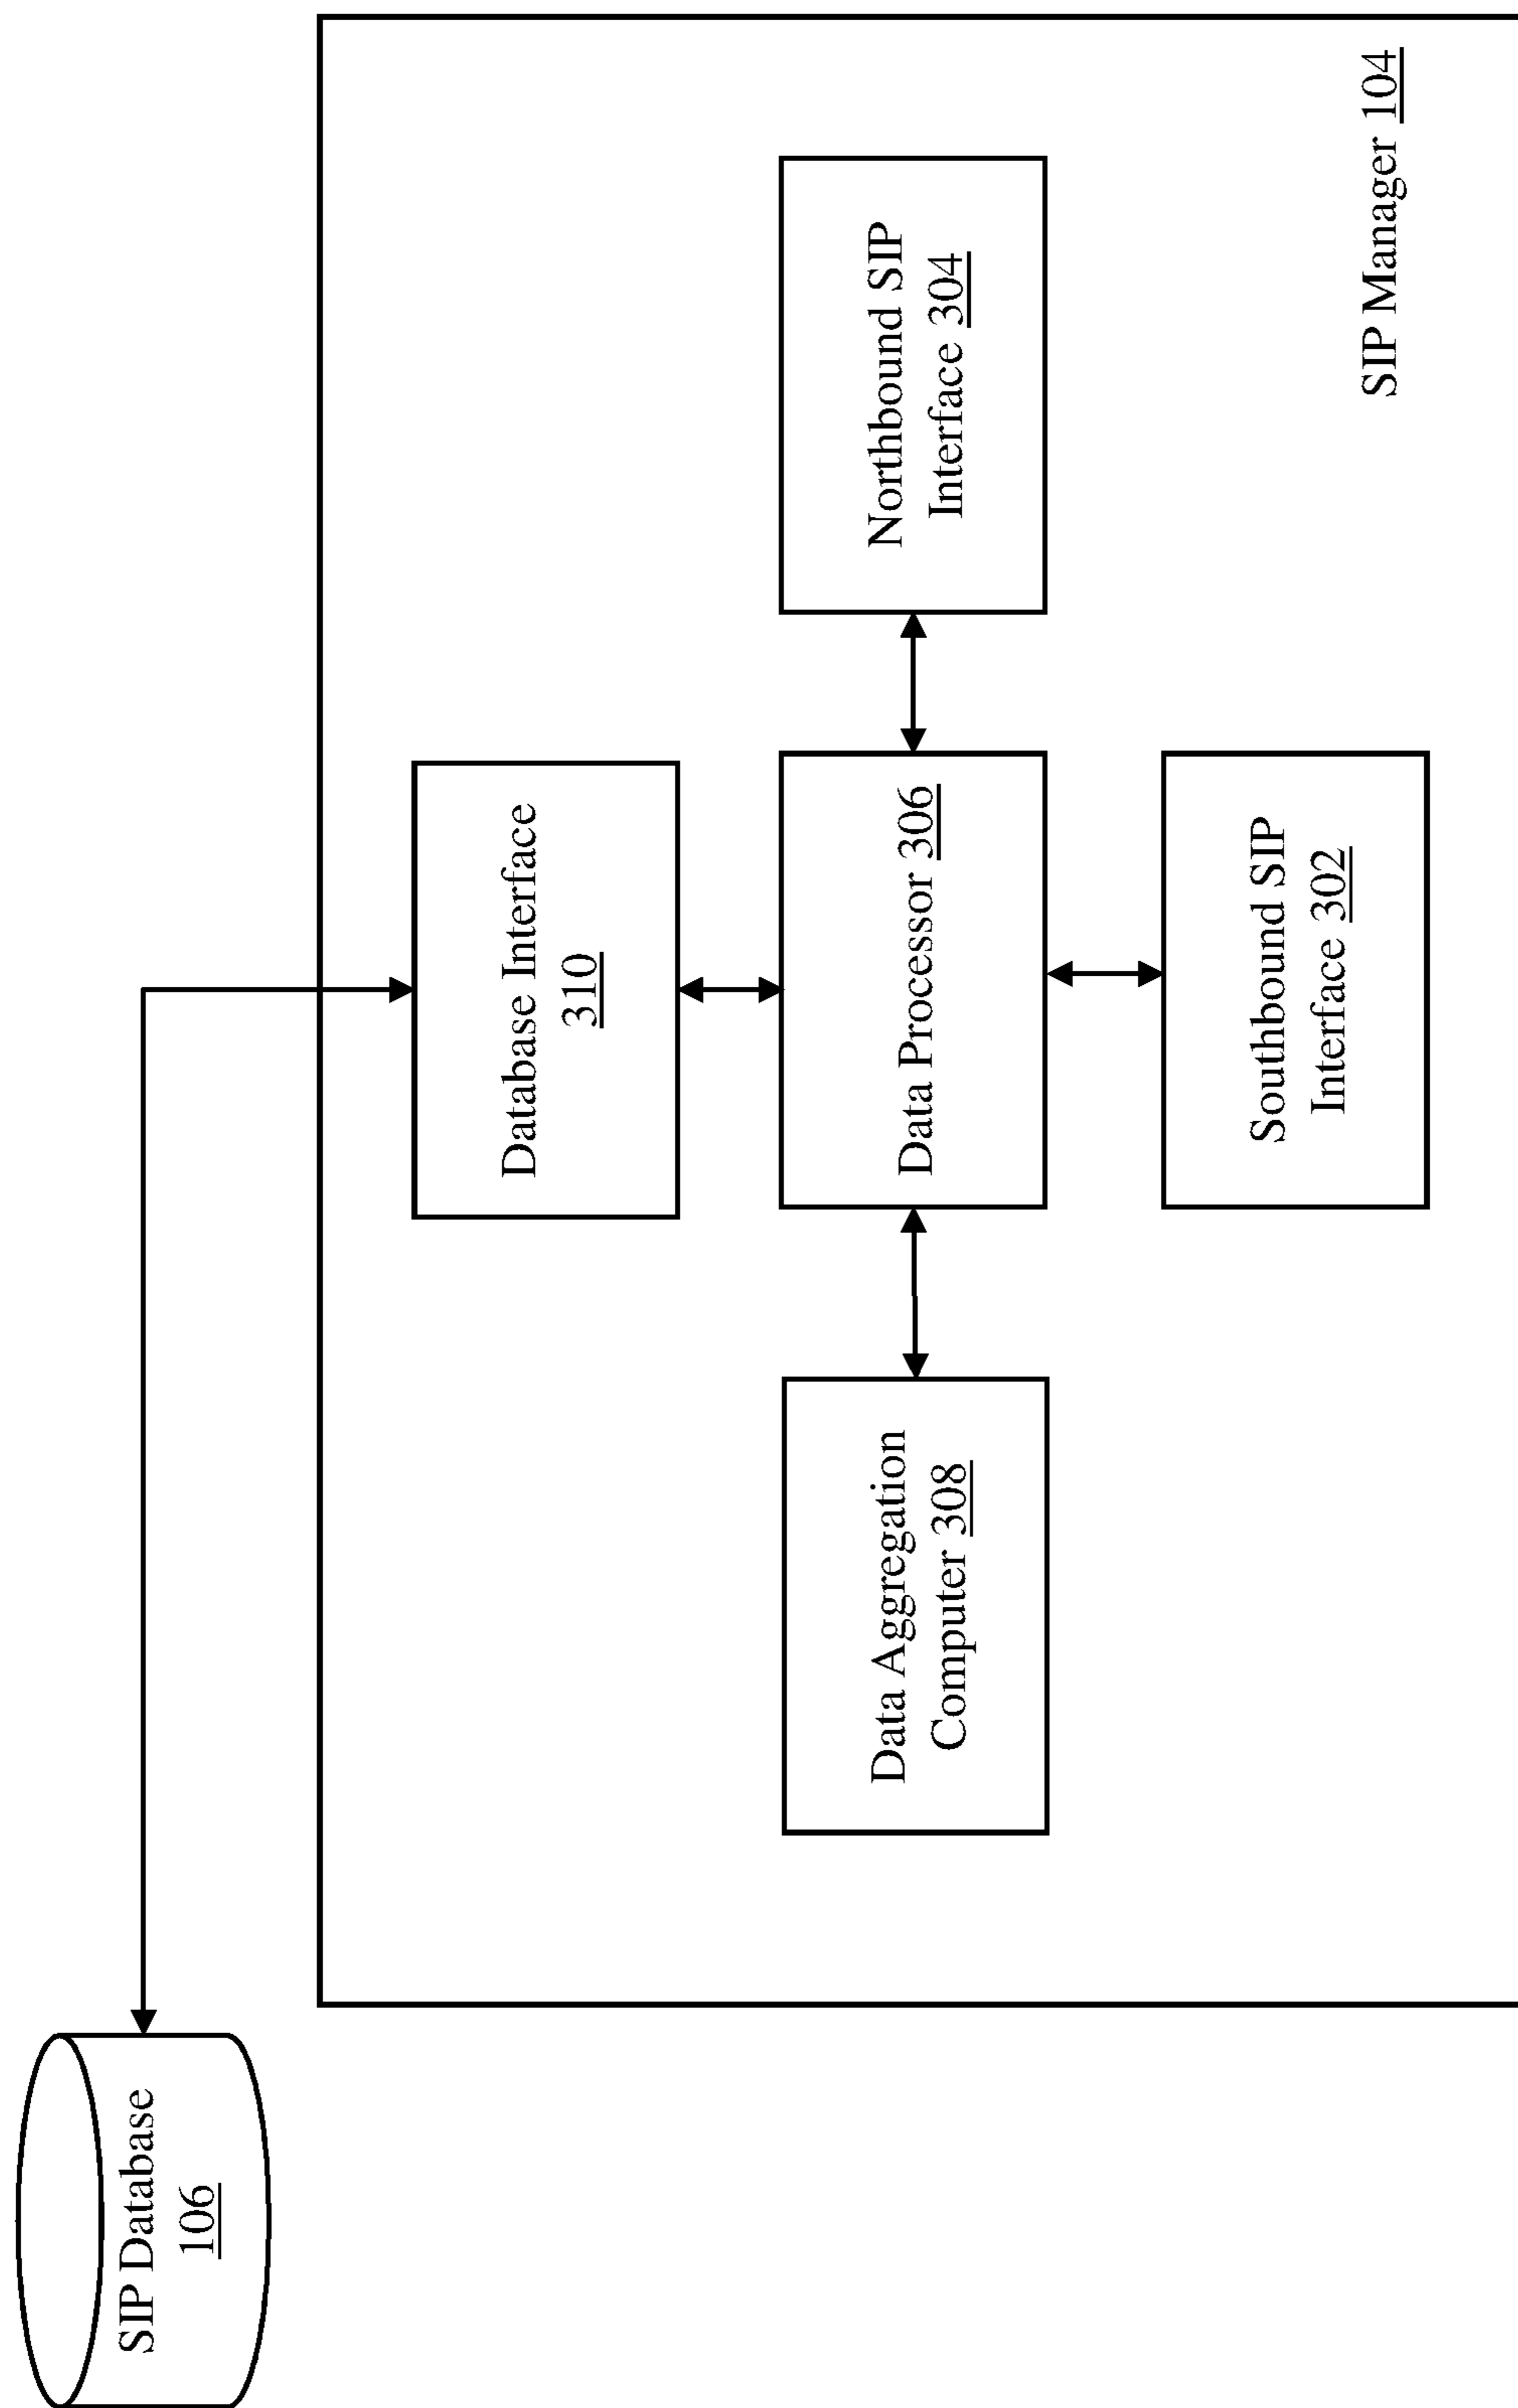 SIP Database
106
Database Interface
310
Data Aggregation
Computer 308
Data Processor 306
Northbound SIP
Interface 304
Southbound SIP
Interface 302
SIP Manager 104